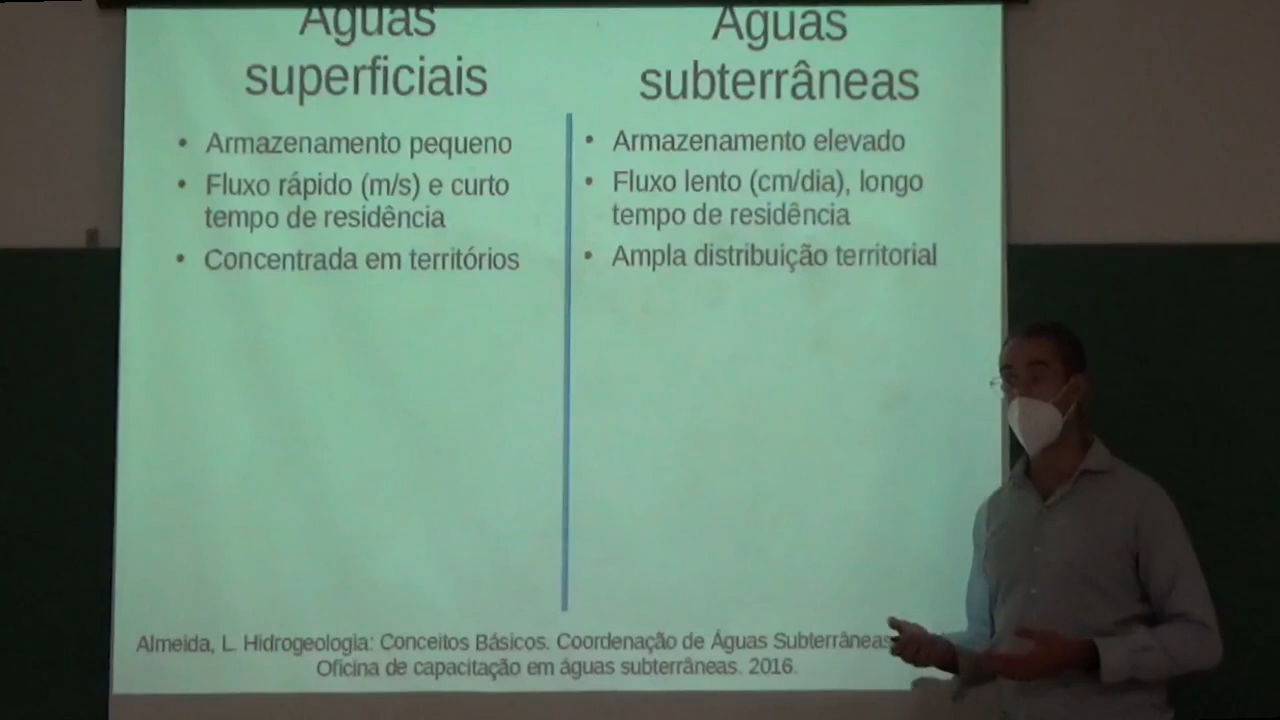 Águas
superficiais
• Armazenamento pequeno
• Fluxo rápido (m/s) e curto
tempo de residência
• Concentrada em territórios
Águas
subterrâneas
• Armazenamento elevado
• Fluxo lento (cm/dia), longo
tempo de residência
• Ampla distribuição territorial
Almeida, L. Hidrogeologia: Conceitos Básicos. Coordenação de Águas Subterrâneas
Oficina de capacitação em águas subterrâneas. 2016.